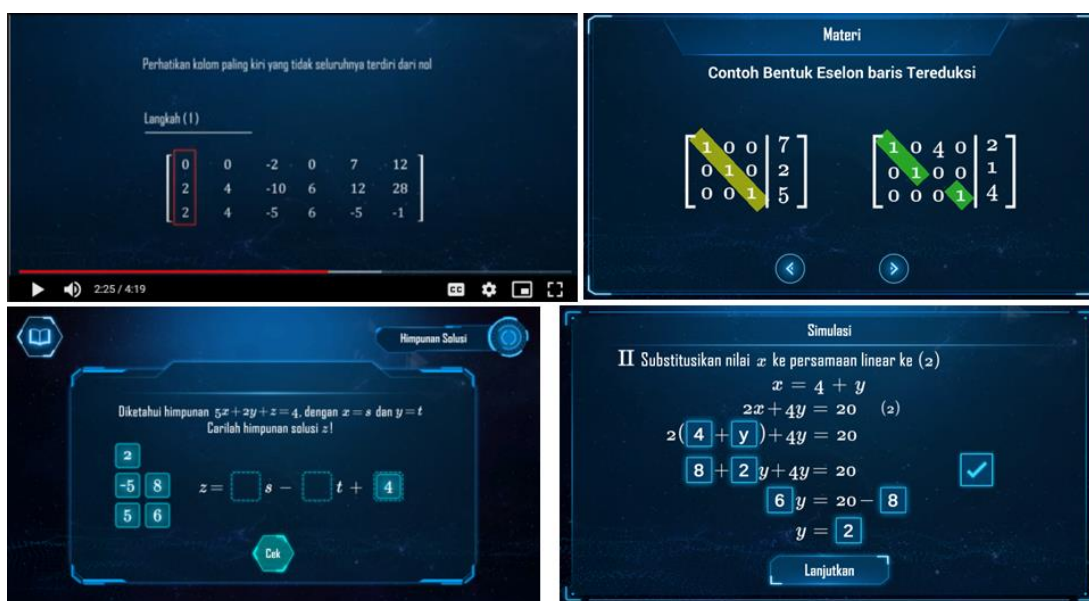 Perhatikan kolom paling kiri yang tidak seluruhnya terdiri dari nol
Langkah (1)
0 0 -2 0 7 12
2 4 -10 6 12 28
2 4 -5 6 -5 -1
2:25 / 4:19
CC
Materi
Contoh Bentuk Eselon baris Tereduksi
1 0 0 | 7
0 1 0 | 2
0 0 1 | 5
1 0 4 0 | 2
0 1 0 0 | 1
0 0 0 1 | 4
Himpunan Solusi
Diketahui himpunan 5x + 2y + z = 4, dengan x = s dan y = t
Carilah himpunan solusi z!
2
-5 8
5 6
z = s − t + 4
Cek
Simulasi
II Substitusikan nilai x ke persamaan linear ke (2)
x = 4 + y
2x + 4y = 20 (2)
2( 4 + y ) + 4y = 20
8 + 2 y + 4y = 20
6 y = 20 − 8
y = 2
Lanjutkan